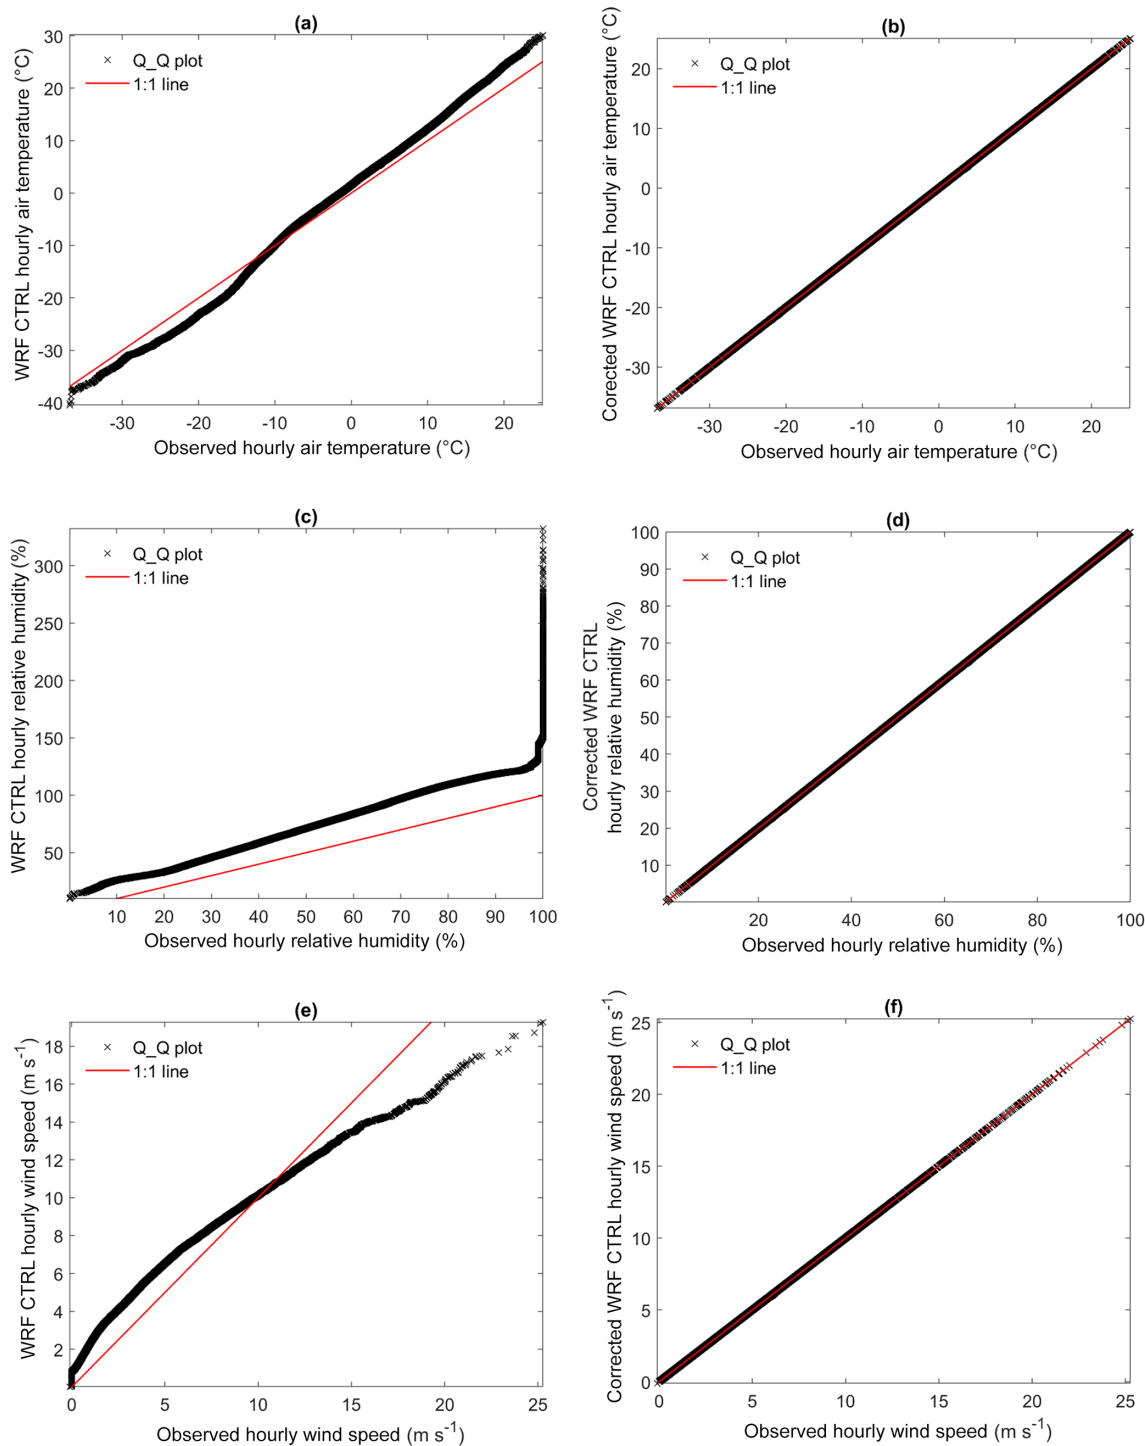 (a)
WRF CTRL hourly air temperature (°C)
30
20
10
0
-10
-20
-30
-40
Q_Q plot
1:1 line
-30 -20 -10 0 10 20
Observed hourly air temperature (°C)
(b)
Corected WRF CTRL hourly air temperature (°C)
20
10
0
-10
-20
-30
Q_Q plot
1:1 line
-30 -20 -10 0 10 20
Observed hourly air temperature (°C)
(c)
WRF CTRL hourly relative humidity (%)
300
250
200
150
100
50
Q_Q plot
1:1 line
10 20 30 40 50 60 70 80 90 100
Observed hourly relative humidity (%)
(d)
Corrected WRF CTRL
hourly relative humidity (%)
100
90
80
70
60
50
40
30
20
10
Q_Q plot
1:1 line
20 40 60 80 100
Observed hourly relative humidity (%)
(e)
WRF CTRL hourly wind speed (m s⁻¹)
18
16
14
12
10
8
6
4
2
Q_Q plot
1:1 line
0 5 10 15 20 25
Observed hourly wind speed (m s⁻¹)
(f)
Corrected WRF CTRL hourly wind speed (m s⁻¹)
25
20
15
10
5
0
Q_Q plot
1:1 line
0 5 10 15 20 25
Observed hourly wind speed (m s⁻¹)